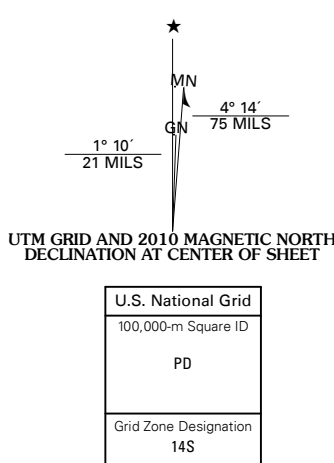 ★
MN
4° 14´
75 MILS
GN
1° 10´
21 MILS
UTM GRID AND 2010 MAGNETIC NORTH
DECLINATION AT CENTER OF SHEET
U.S. National Grid
100,000-m Square ID
PD
Grid Zone Designation
14S